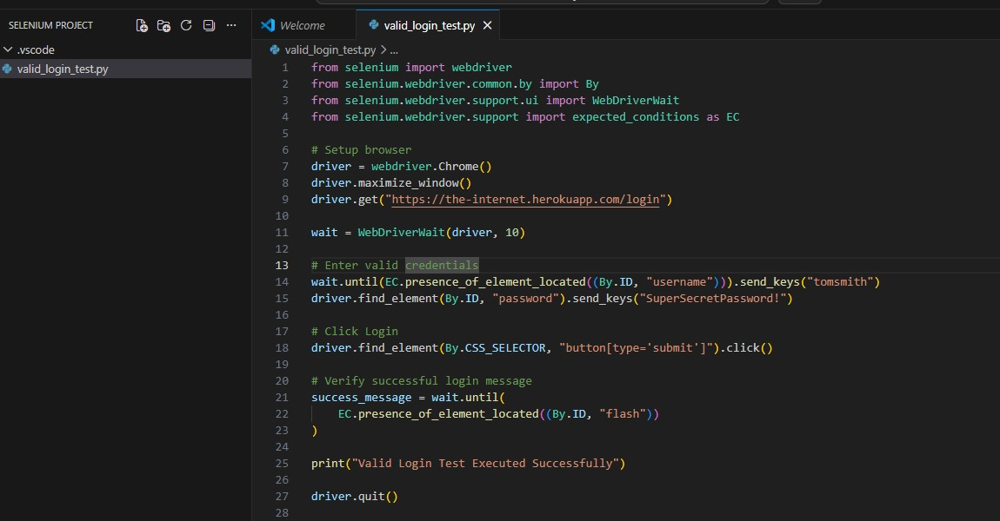 SELENIUM PROJECT
.vscode
valid_login_test.py
Welcome
valid_login_test.py
valid_login_test.py > ...
1 from selenium import webdriver
2 from selenium.webdriver.common.by import By
3 from selenium.webdriver.support.ui import WebDriverWait
4 from selenium.webdriver.support import expected_conditions as EC
5
6 # Setup browser
7 driver = webdriver.Chrome()
8 driver.maximize_window()
9 driver.get("https://the-internet.herokuapp.com/login")
10
11 wait = WebDriverWait(driver, 10)
12
13 # Enter valid credentials
14 wait.until(EC.presence_of_element_located((By.ID, "username"))).send_keys("tomsmith")
15 driver.find_element(By.ID, "password").send_keys("SuperSecretPassword!")
16
17 # Click Login
18 driver.find_element(By.CSS_SELECTOR, "button[type='submit']").click()
19
20 # Verify successful login message
21 success_message = wait.until(
22     EC.presence_of_element_located((By.ID, "flash"))
23 )
24
25 print("Valid Login Test Executed Successfully")
26
27 driver.quit()
28